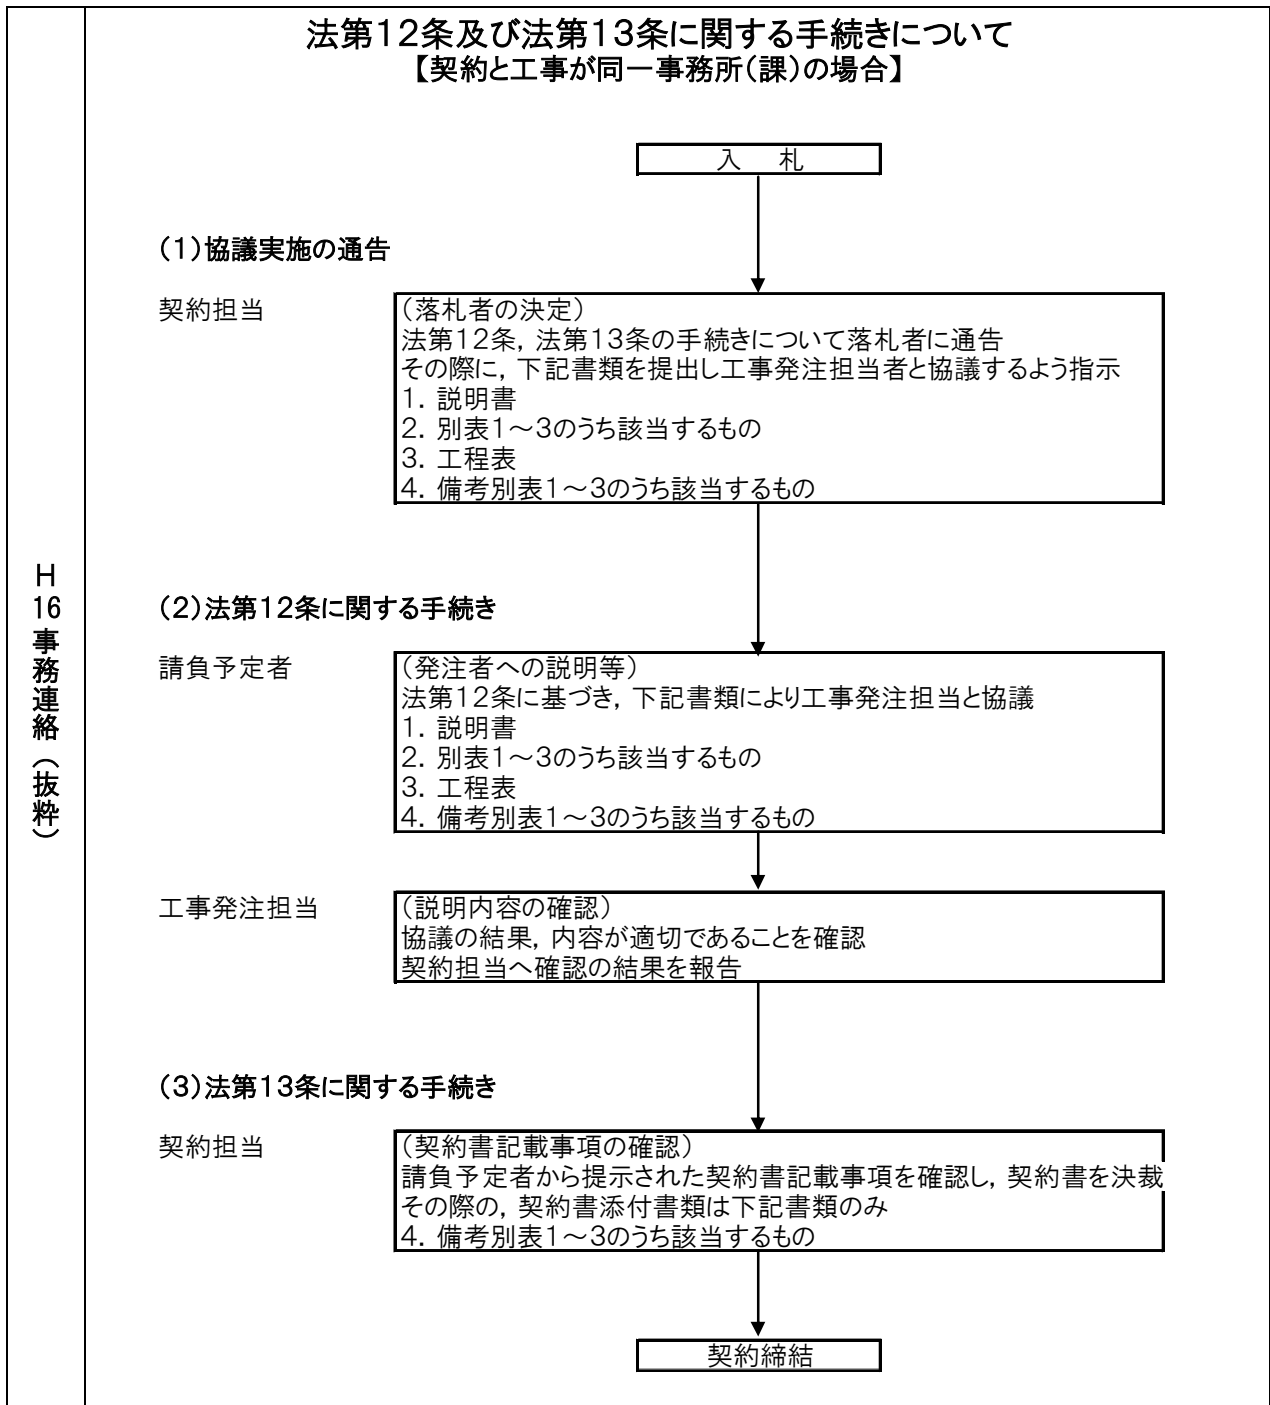 法第12条及び法第13条に関する手続きについて
【契約と工事が同一事務所(課)の場合】
H16事務連絡(抜粋)
入 札
(1)協議実施の通告
契約担当
(落札者の決定)
法第12条，法第13条の手続きについて落札者に通告
その際に，下記書類を提出し工事発注担当者と協議するよう指示
1．説明書
2．別表1～3のうち該当するもの
3．工程表
4．備考別表1～3のうち該当するもの
(2)法第12条に関する手続き
請負予定者
(発注者への説明等)
法第12条に基づき，下記書類により工事発注担当と協議
1．説明書
2．別表1～3のうち該当するもの
3．工程表
4．備考別表1～3のうち該当するもの
工事発注担当
(説明内容の確認)
協議の結果，内容が適切であることを確認
契約担当へ確認の結果を報告
(3)法第13条に関する手続き
契約担当
(契約書記載事項の確認)
請負予定者から提示された契約書記載事項を確認し，契約書を決裁
その際の，契約書添付書類は下記書類のみ
4．備考別表1～3のうち該当するもの
契約締結